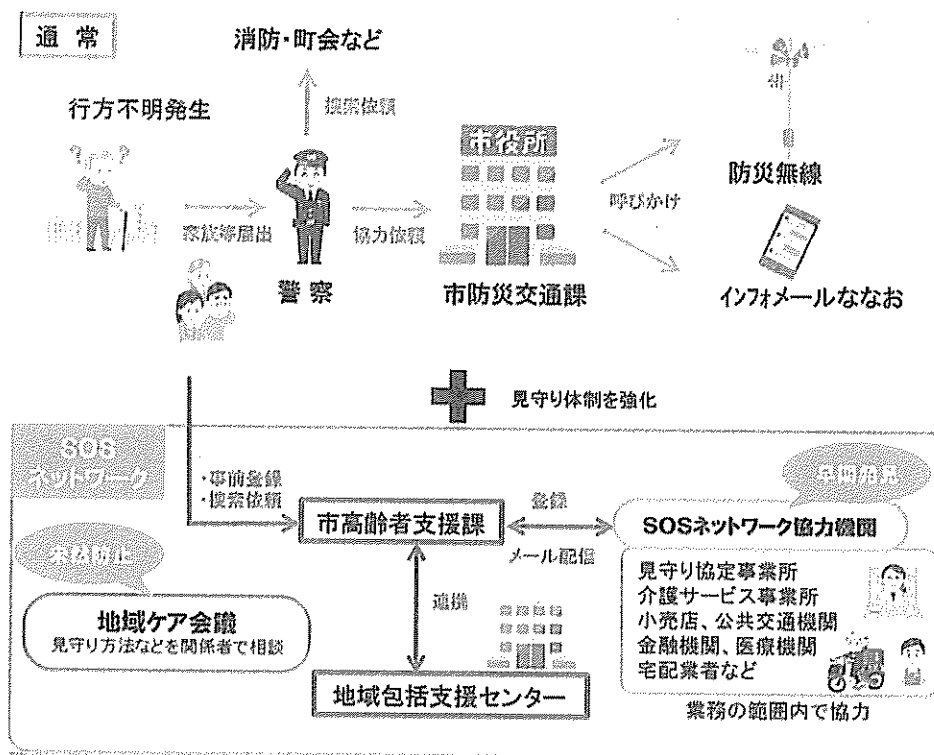 通常
消防・町会など
捜索依頼
行方不明発生
市役所
防災無線
呼びかけ
家族等届出
協力依頼
警察
市防災交通課
インフォメールななお
見守り体制を強化
SOS
ネットワーク
早期発見
・事前登録
・捜索依頼
市高齢者支援課
登録
メール配信
SOSネットワーク協力機関
未然防止
地域ケア会議
見守り方法などを関係者で相談
連携
見守り協定事業所
介護サービス事業所
小売店、公共交通機関
金融機関、医療機関
宅配業者など
地域包括支援センター
業務の範囲内で協力